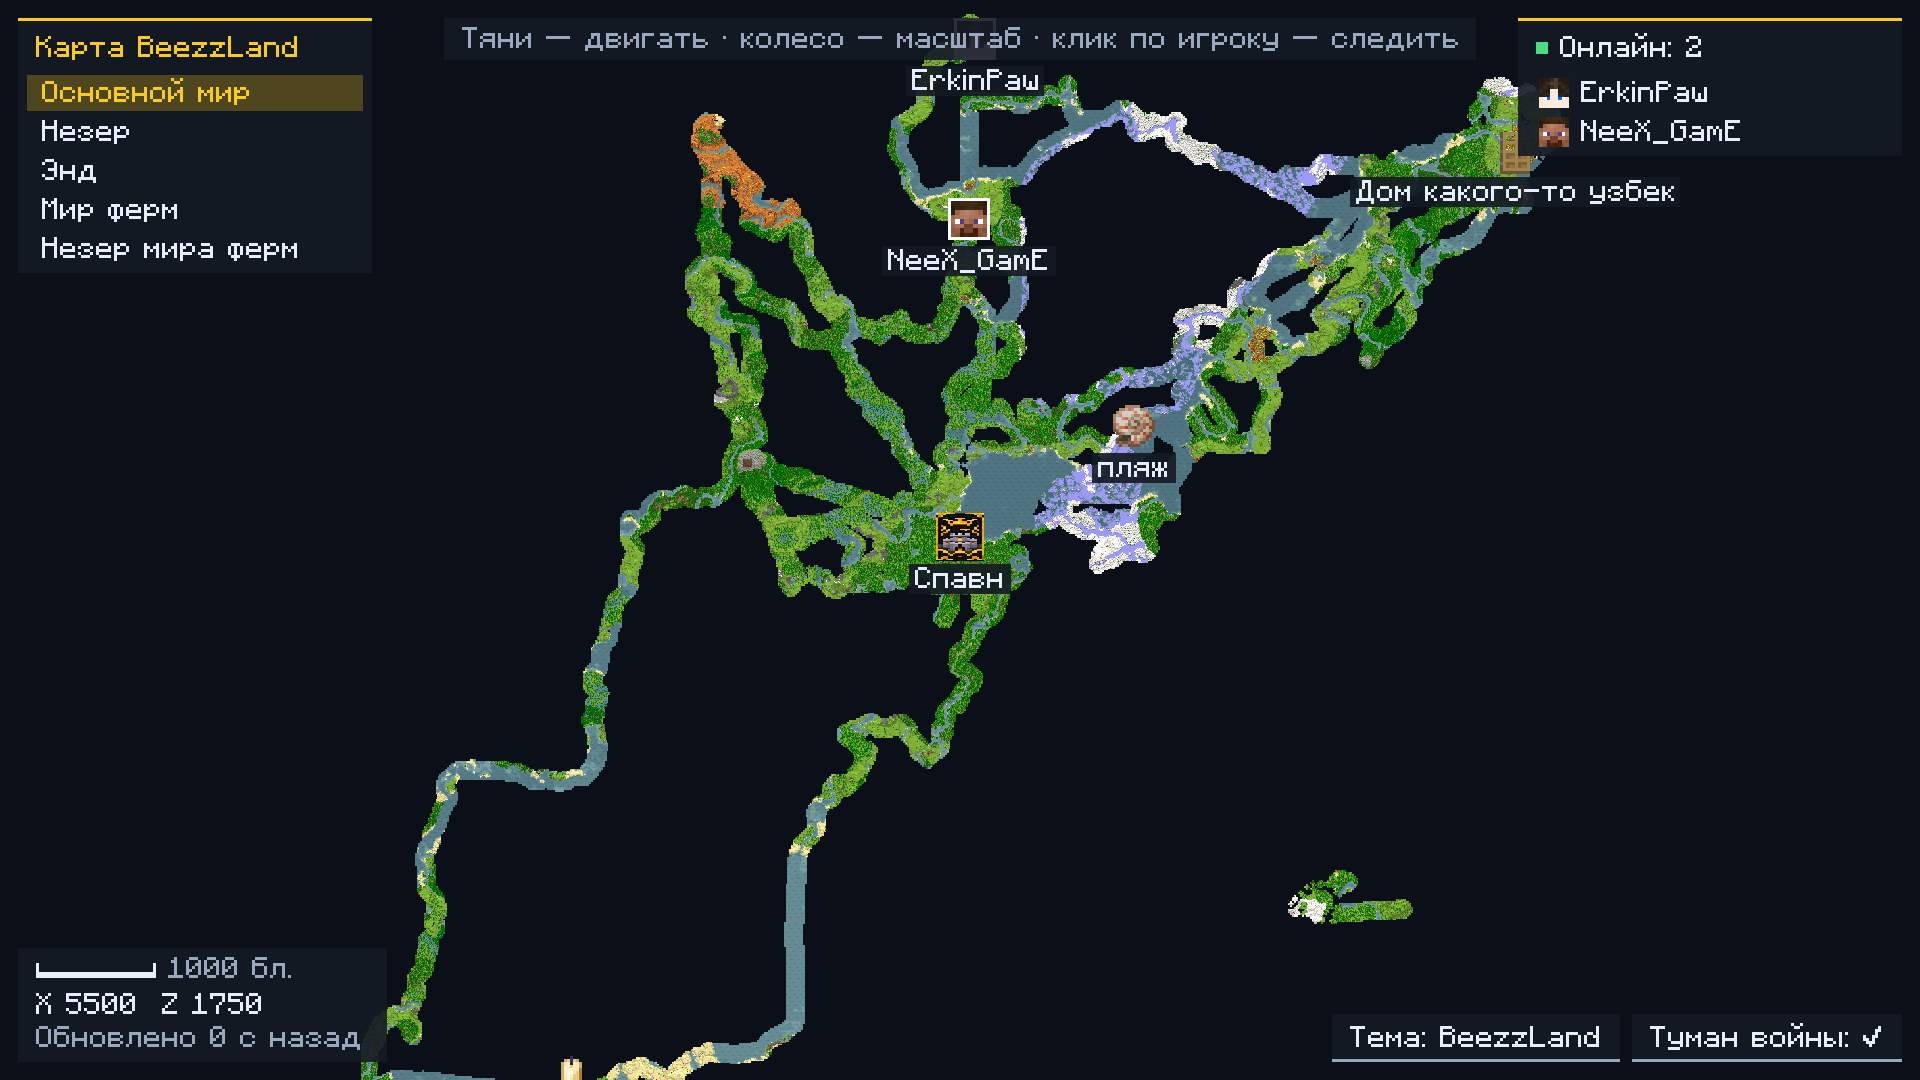 Карта BeezzLand
Основной мир
Незер
Энд
Мир ферм
Незер мира ферм
Тяни — двигать · колесо — масштаб · клик по игроку — следить
Онлайн: 2
ErkinPaw
NeeX_GamE
ErkinPaw
NeeX_GamE
Дом какого-то узбек
пляж
Спавн
1000 бл.
X 5500 Z 1750
Обновлено 0 с назад
Тема: BeezzLand
Туман войны: ✓